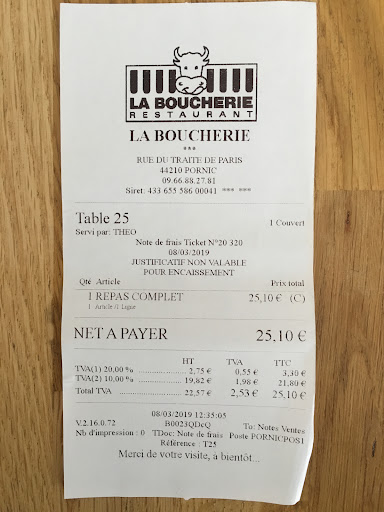 LA BOUCHERIE
RESTAURANT
LA BOUCHERIE
***
RUE DU TRAITE DE PARIS
44210 PORNIC
09.66.88.27.81
Siret: 433 655 586 00041 *** ***
Table 25 1 Couvert
Servi par: THEO
Note de frais Ticket N°20 320
08/03/2019
JUSTIFICATIF NON VALABLE
POUR ENCAISSEMENT
Qté Article Prix total
1 REPAS COMPLET 25,10 € (C)
1 Article /1 Ligne
NET A PAYER 25,10 €
HT TVA TTC
TVA(1) 20,00 % 2,75 € 0,55 € 3,30 €
TVA(2) 10,00 % 19,82 € 1,98 € 21,80 €
Total TVA 22,57 € 2,53 € 25,10 €
08/03/2019 12:35:05
V.2.16.0.72 B0023QDcQ To: Notes Ventes
Nb d'impression : 0 TDoc: Note de frais Poste PORNICPOS1
Référence : T25
Merci de votre visite, à bientôt...